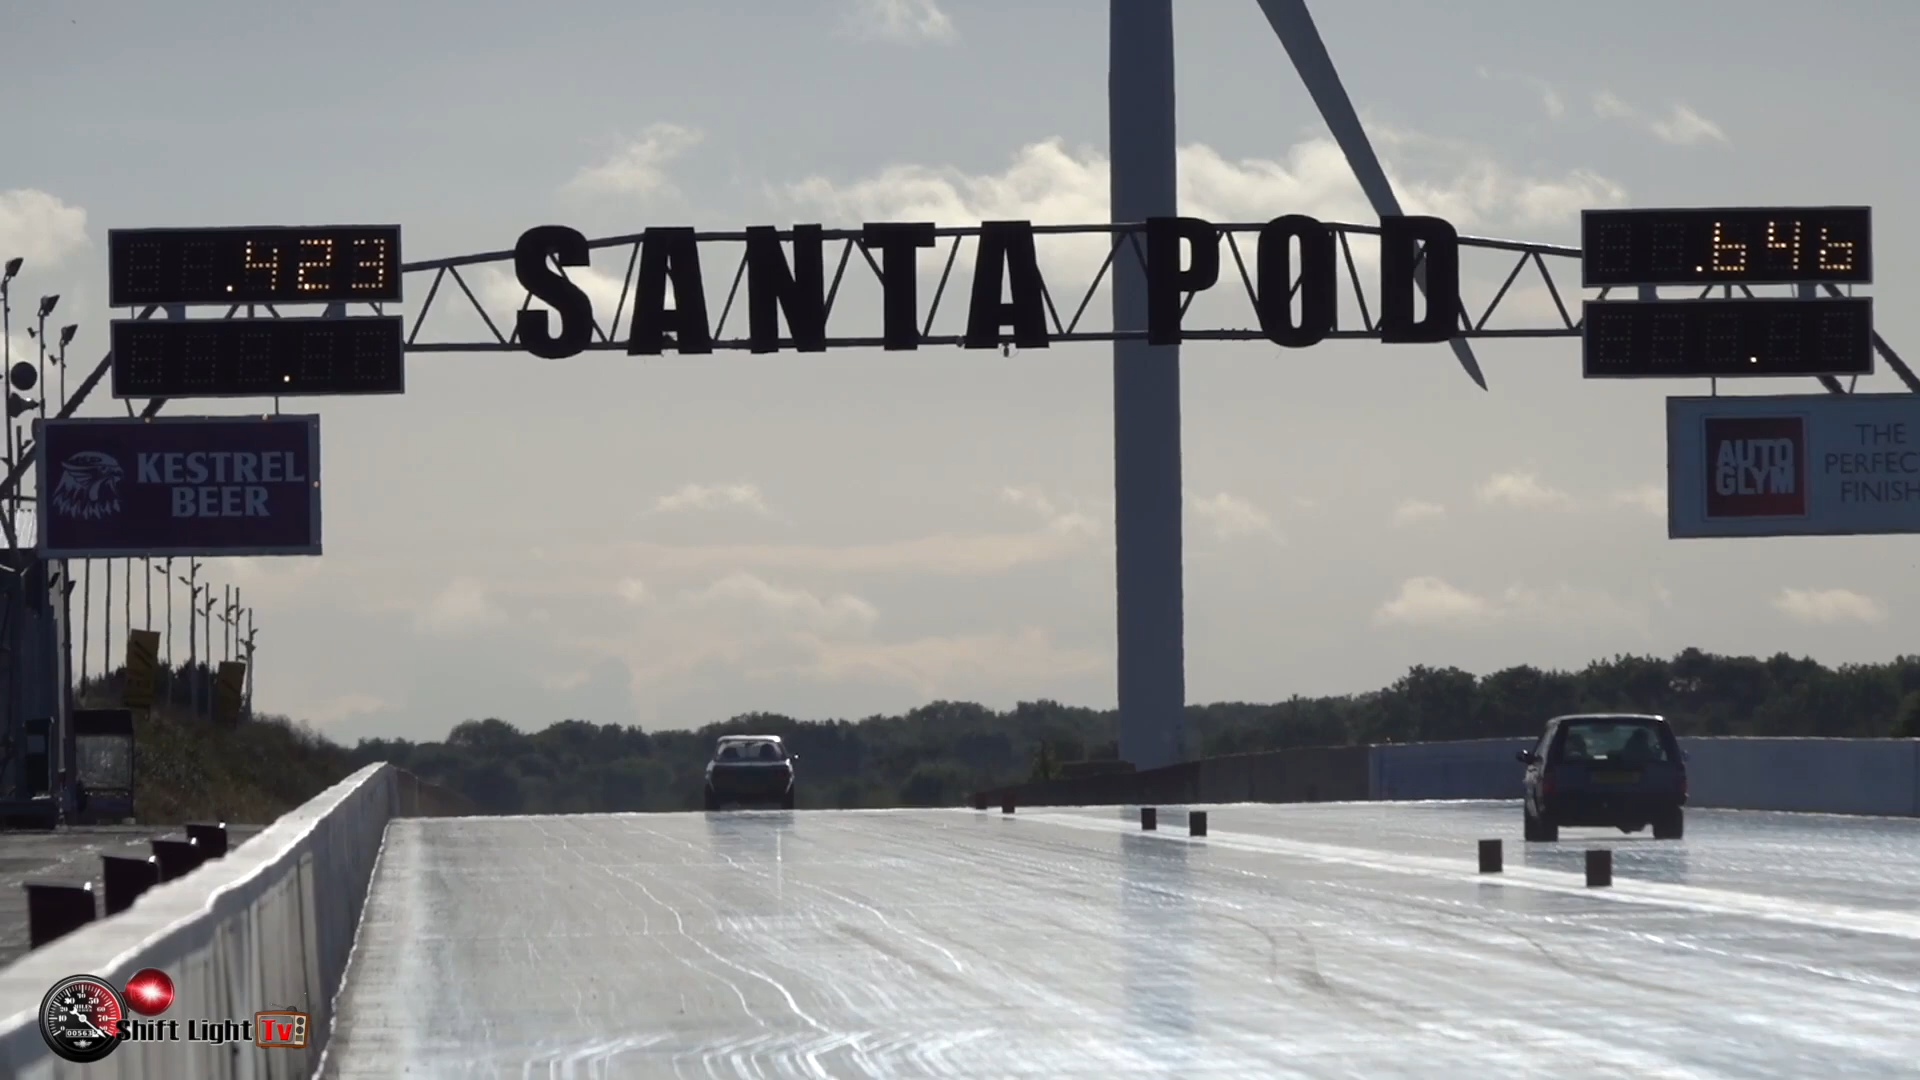 .423
SANTA POD
.646
KESTREL
BEER
AUTO
GLYM
THE
PERFEC
FINISH
Shift Light Tv